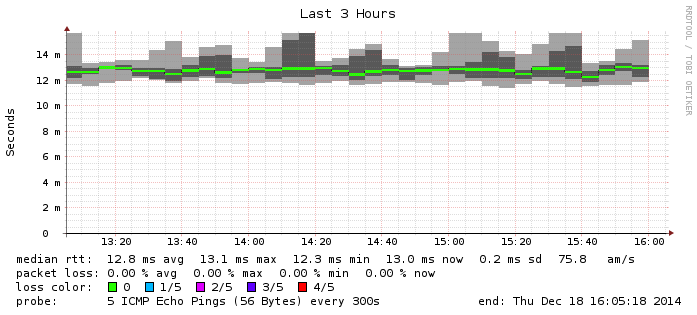 Last 3 Hours
RRDTOOL / TOBI OETIKER
Seconds
14 m
12 m
10 m
8 m
6 m
4 m
2 m
0
13:20 13:40 14:00 14:20 14:40 15:00 15:20 15:40 16:00
median rtt: 12.8 ms avg 13.1 ms max 12.3 ms min 13.0 ms now 0.2 ms sd 75.8 am/s
packet loss: 0.00 % avg 0.00 % max 0.00 % min 0.00 % now
loss color: 0 1/5 2/5 3/5 4/5
probe: 5 ICMP Echo Pings (56 Bytes) every 300s end: Thu Dec 18 16:05:18 2014